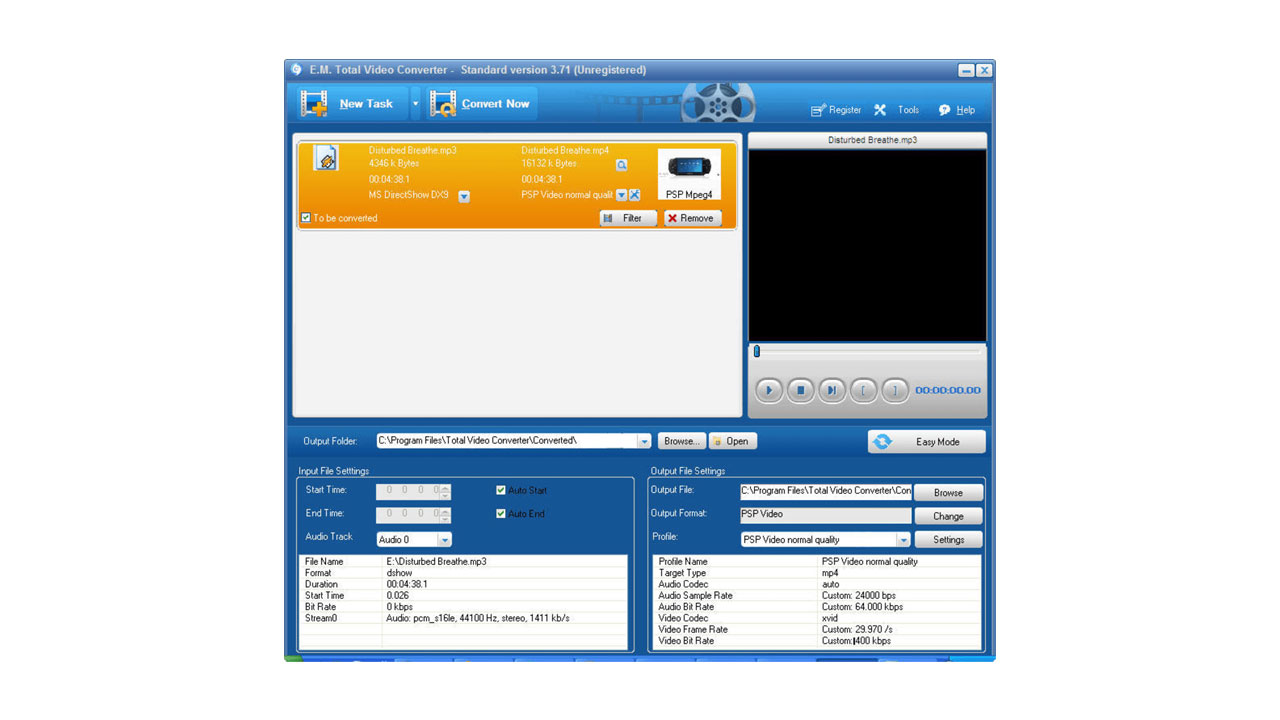 E.M. Total Video Converter - Standard version 3.71 (Unregistered)
New Task Convert Now Register Tools Help
Disturbed Breathe.mp3
Disturbed Breathe.mp3 Disturbed Breathe.mp4
4346 k Bytes 16132 k Bytes
00:04:38.1 00:04:38.1
MS DirectShow DX9 PSP Video normal qualit PSP Mpeg4
To be converted Filter Remove
[ ] 00:00:00.00
Output Folder: C:\Program Files\Total Video Converter\Converted\ Browse... Open Easy Mode
Input File Setttings
Start Time: 0 0 0 0 Auto Start
End Time: 0 0 0 0 Auto End
Audio Track Audio 0
File Name E:\Disturbed Breathe.mp3
Format dshow
Duration 00:04:38.1
Start Time 0.026
Bit Rate 0 kbps
Stream0 Audio: pcm_s16le, 44100 Hz, stereo, 1411 kb/s
Output File Settings
Output File: C:\Program Files\Total Video Converter\Con Browse
Output Format: PSP Video Change
Profile: PSP Video normal quality Settings
Profile Name PSP Video normal quality
Target Type mp4
Audio Codec auto
Audio Sample Rate Custom: 24000 bps
Audio Bit Rate Custom: 64.000 kbps
Video Codec xvid
Video Frame Rate Custom: 29.970 /s
Video Bit Rate Custom:400 kbps